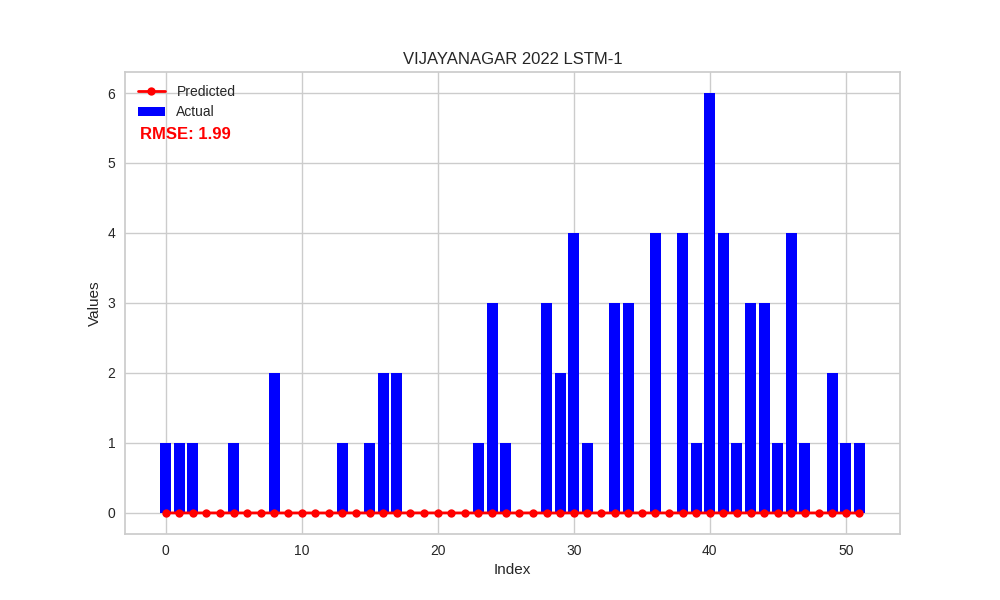 VIJAYANAGAR 2022 LSTM-1
Predicted
Actual
RMSE: 1.99
6
5
4
3
2
1
0
Values
0 10 20 30 40 50
Index